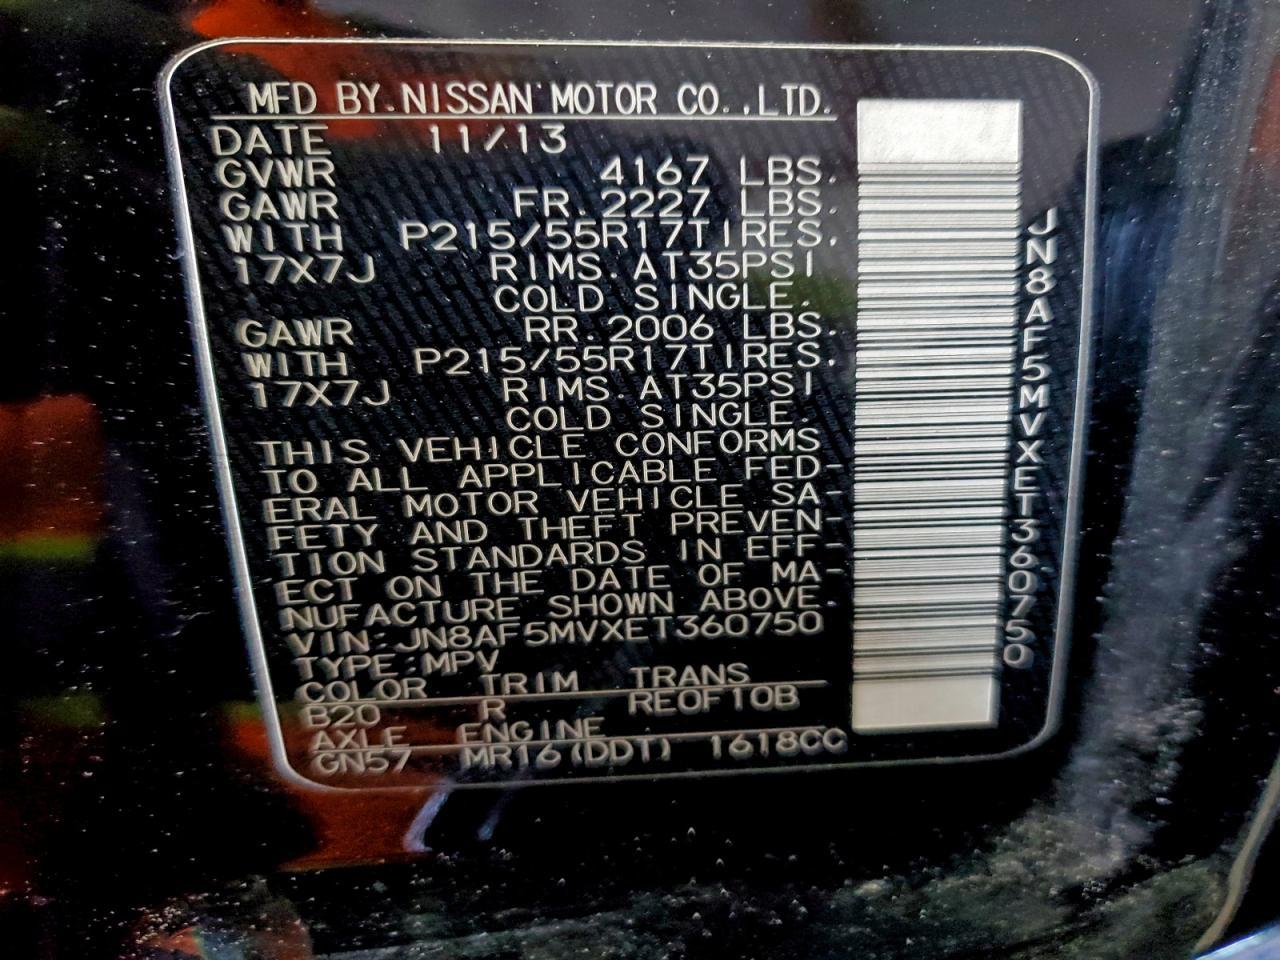 MFD BY.NISSAN MOTOR CO.,LTD.
DATE 11/13
GVWR 4167 LBS.
GAWR FR.2227 LBS.
WITH P215/55R17TIRES,
17X7J RIMS.AT35PSI
COLD SINGLE.
GAWR RR.2006 LBS.
WITH P215/55R17TIRES,
17X7J RIMS.AT35PSI
COLD SINGLE.
THIS VEHICLE CONFORMS
TO ALL APPLICABLE FED-
ERAL MOTOR VEHICLE SA-
FETY AND THEFT PREVEN-
TION STANDARDS IN EFF-
ECT ON THE DATE OF MA-
NUFACTURE SHOWN ABOVE.
VIN:JN8AF5MVXET360750
TYPE:MPV
COLOR TRIM TRANS
B20 R RE0F10B
AXLE ENGINE
GN57 MR16(DDT) 1618CC
JN8AF5MVXET360750